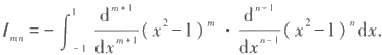 I_{mn} = -\int_{-1}^{1} \frac{d^{m+1}}{dx^{m+1}}(x^2-1)^m \cdot \frac{d^{n-1}}{dx^{n-1}}(x^2-1)^n dx.